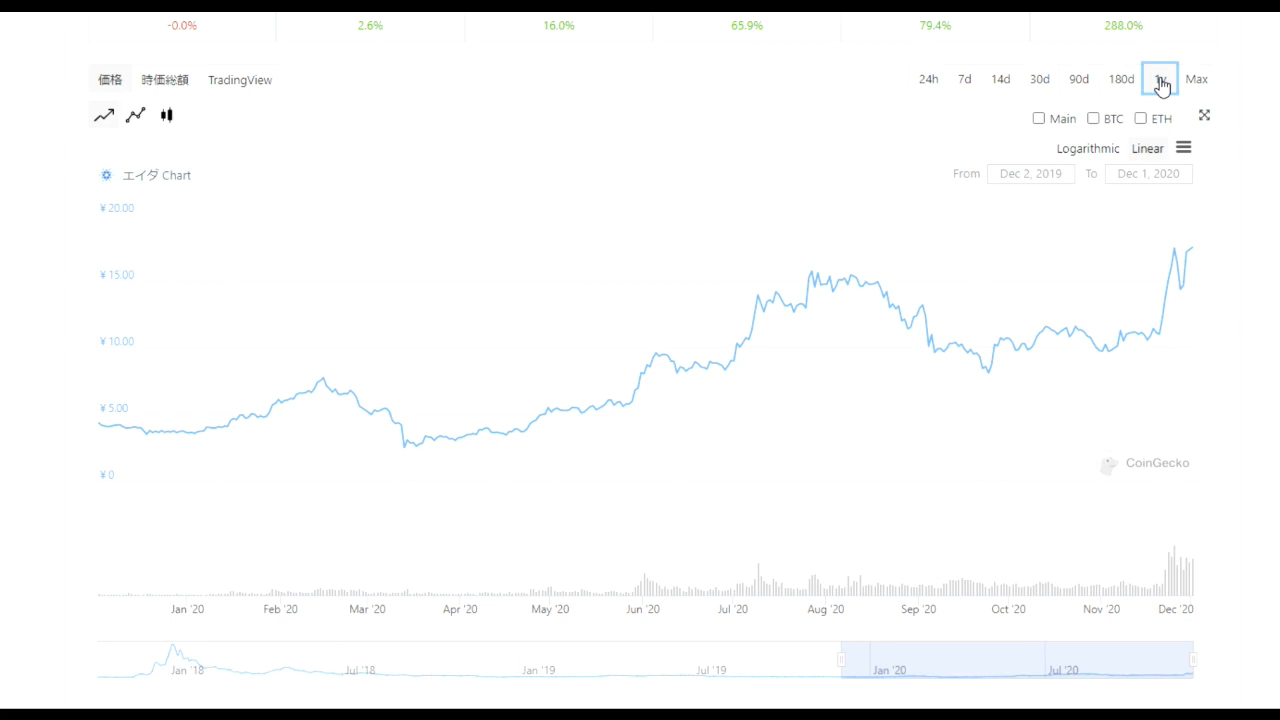 -0.0% 2.6% 16.0% 65.9% 79.4% 288.0%
価格 時価総額 TradingView 24h 7d 14d 30d 90d 180d Max
Main BTC ETH
Logarithmic Linear
エイダ Chart From Dec 2, 2019 To Dec 1, 2020
¥20.00
¥15.00
¥10.00
¥5.00
¥0
CoinGecko
Jan '20 Feb '20 Mar '20 Apr '20 May '20 Jun '20 Jul '20 Aug '20 Sep '20 Oct '20 Nov '20 Dec '20
Jan '18 Jul '18 Jan '19 Jul '19 Jan '20 Jul '20